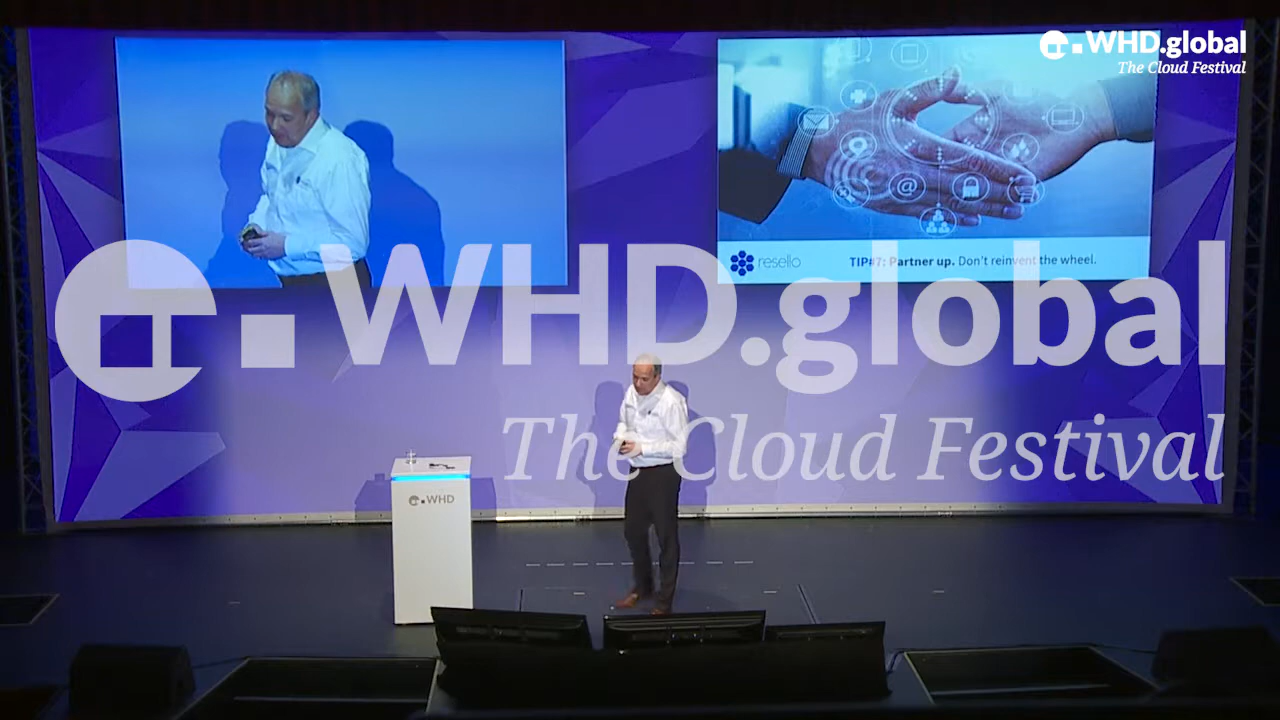 WHD.global
The Cloud Festival
resello
TIP#7: Partner up. Don't reinvent the wheel.
WHD.global
The Cloud Festival
WHD